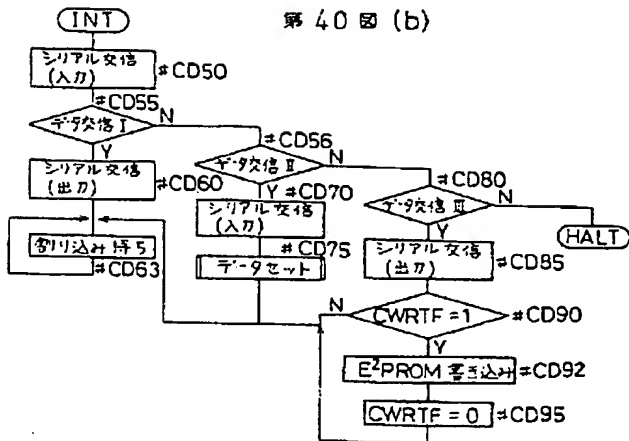 第40図(b)
INT
シリアル交信
(入力)
#CD50
#CD55
データ交信I
Y
N
シリアル交信
(出力)
#CD60
割り込み待ち
#CD63
#CD56
データ交信II
Y
N
#CD70
シリアル交信
(入力)
#CD75
データセット
#CD80
データ交信III
Y
N
HALT
シリアル交信
(出力)
#CD85
CWRTF=1
N
Y
#CD90
E²PROM書き込み
#CD92
CWRTF=0
#CD95